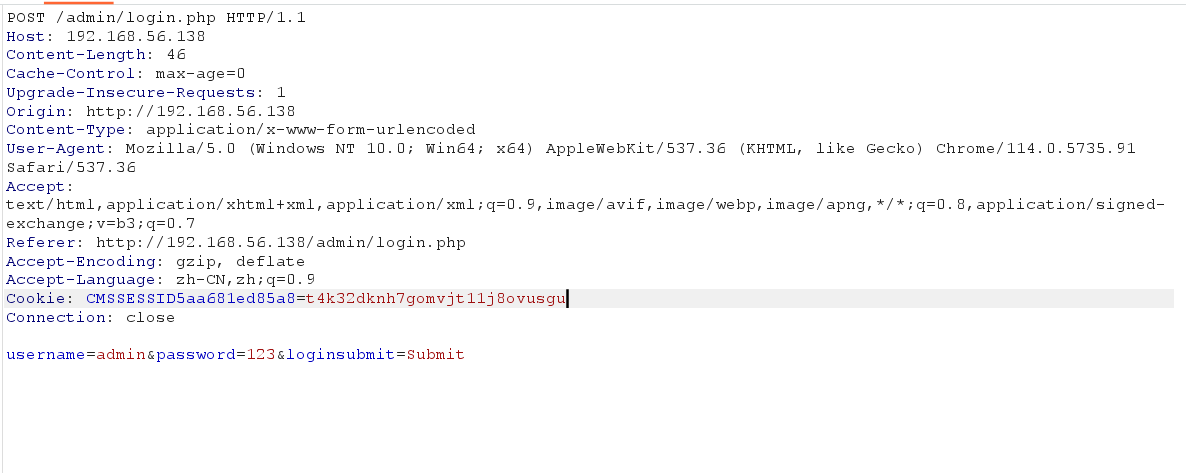 POST /admin/login.php HTTP/1.1
Host: 192.168.56.138
Content-Length: 46
Cache-Control: max-age=0
Upgrade-Insecure-Requests: 1
Origin: http://192.168.56.138
Content-Type: application/x-www-form-urlencoded
User-Agent: Mozilla/5.0 (Windows NT 10.0; Win64; x64) AppleWebKit/537.36 (KHTML, like Gecko) Chrome/114.0.5735.91
Safari/537.36
Accept:
text/html,application/xhtml+xml,application/xml;q=0.9,image/avif,image/webp,image/apng,*/*;q=0.8,application/signed-
exchange;v=b3;q=0.7
Referer: http://192.168.56.138/admin/login.php
Accept-Encoding: gzip, deflate
Accept-Language: zh-CN,zh;q=0.9
Cookie: CMSSESSID5aa681ed85a8=t4k32dknh7gomvjt11j8ovusgu
Connection: close

username=admin&password=123&loginsubmit=Submit